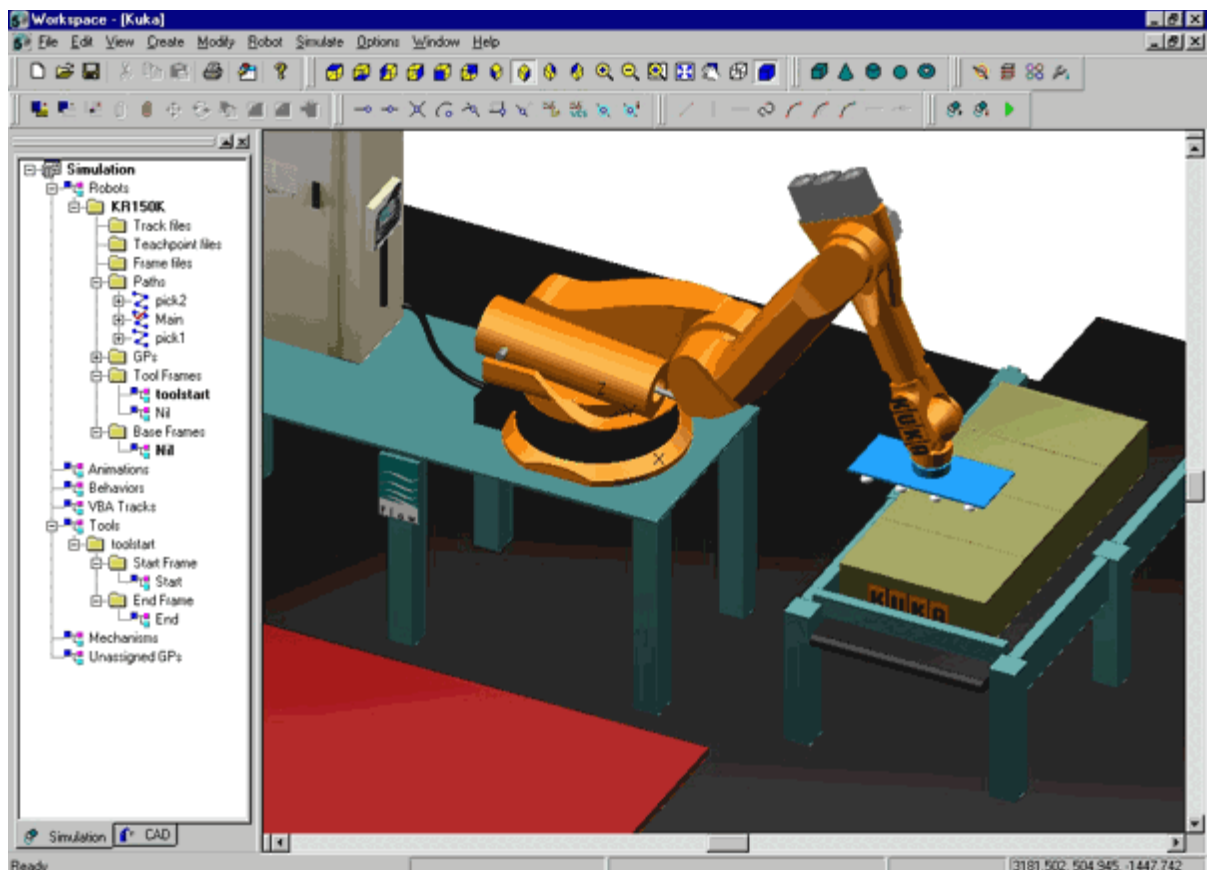 Workspace - [Kuka]
File Edit View Create Modify Robot Simulate Options Window Help
Simulation
Robots
KR150K
Track files
Teachpoint files
Frame files
Paths
pick2
Main
pick1
GPs
Tool Frames
toolstart
Nil
Base Frames
Nil
Animations
Behaviors
VBA Tracks
Tools
toolstart
Start Frame
Start
End Frame
End
Mechanisms
Unassigned GPs
Z
Y
X
KUKA
KUKA
Simulation CAD
Ready
3181.502, 504.945, -1447.742